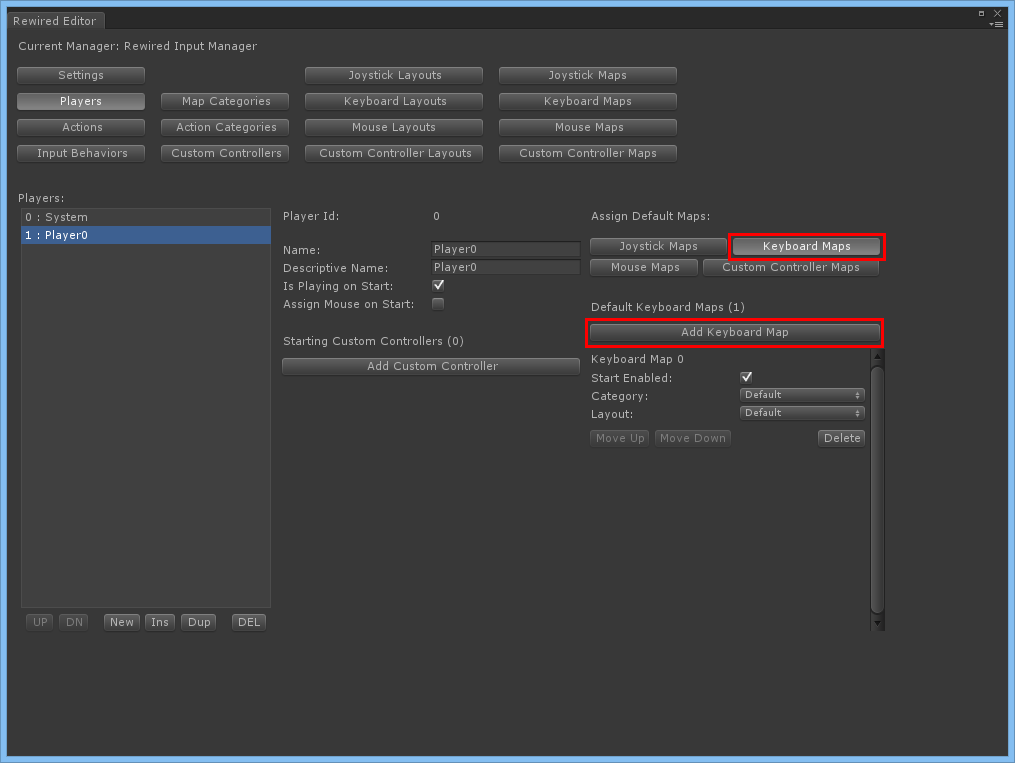 Rewired Editor
Current Manager: Rewired Input Manager
Settings Joystick Layouts Joystick Maps
Players Map Categories Keyboard Layouts Keyboard Maps
Actions Action Categories Mouse Layouts Mouse Maps
Input Behaviors Custom Controllers Custom Controller Layouts Custom Controller Maps
Players:
0 : System
1 : Player0
UP DN New Ins Dup DEL
Player Id: 0
Name: Player0
Descriptive Name: Player0
Is Playing on Start:
Assign Mouse on Start:
Starting Custom Controllers (0)
Add Custom Controller
Assign Default Maps:
Joystick Maps Keyboard Maps
Mouse Maps Custom Controller Maps
Default Keyboard Maps (1)
Add Keyboard Map
Keyboard Map 0
Start Enabled:
Category: Default
Layout: Default
Move Up Move Down Delete